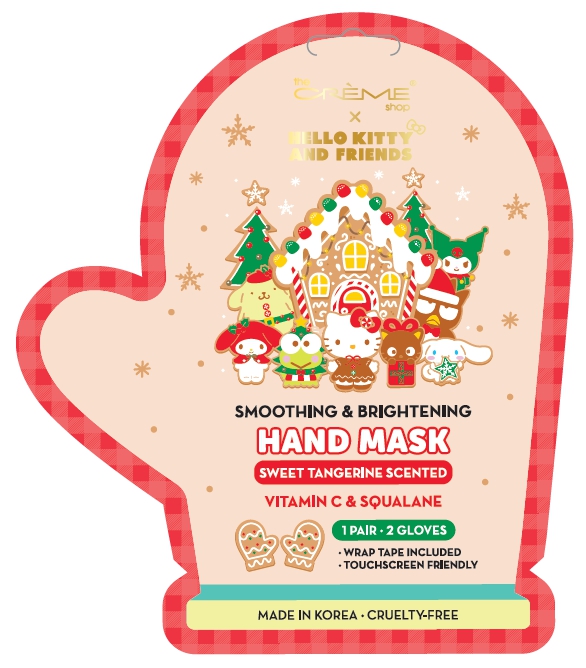 the
CRÈME®
shop
×
HELLO KITTY
AND FRIENDS
SMOOTHING & BRIGHTENING
HAND MASK
SWEET TANGERINE SCENTED
VITAMIN C & SQUALANE
1 PAIR · 2 GLOVES
· WRAP TAPE INCLUDED
· TOUCHSCREEN FRIENDLY
MADE IN KOREA · CRUELTY-FREE